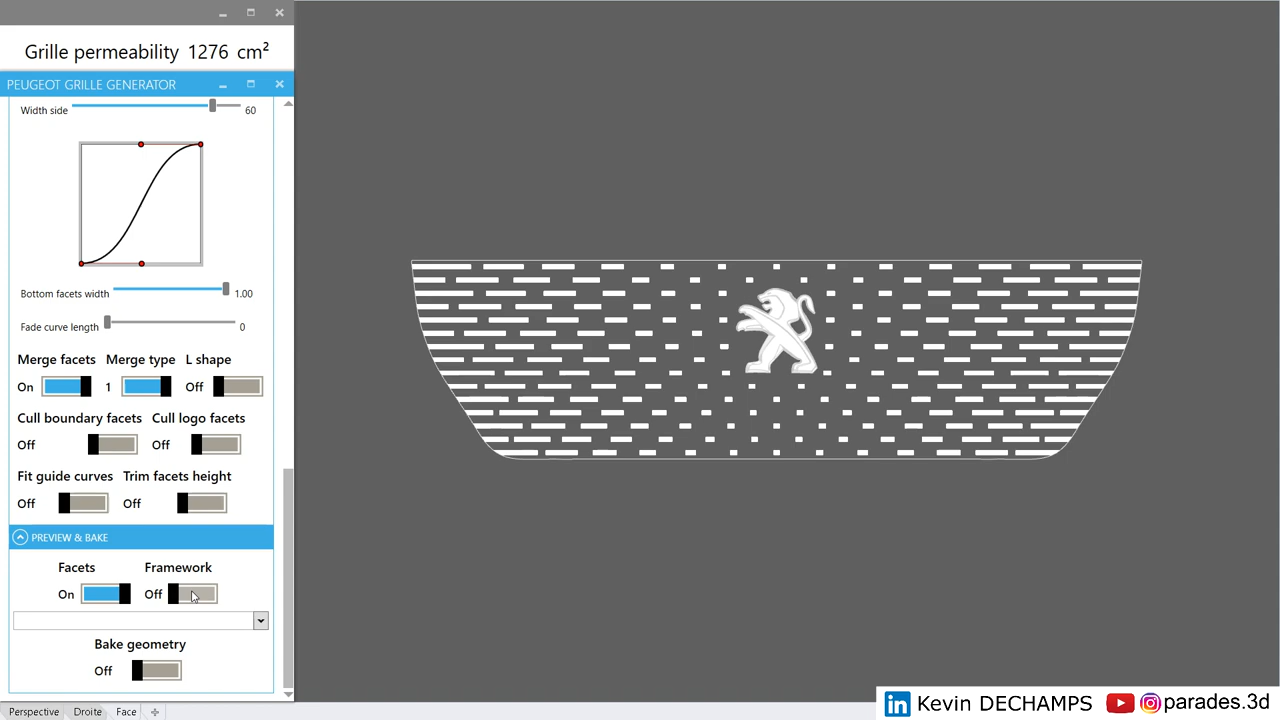 Grille permeability 1276 cm²
PEUGEOT GRILLE GENERATOR
Width side 60
Bottom facets width 1.00
Fade curve length 0
Merge facets Merge type L shape
On 1 Off
Cull boundary facets Cull logo facets
Off Off
Fit guide curves Trim facets height
Off Off
PREVIEW & BAKE
Facets Framework
On Off
Bake geometry
Off
Perspective Droite Face
in Kevin DECHAMPS parades.3d